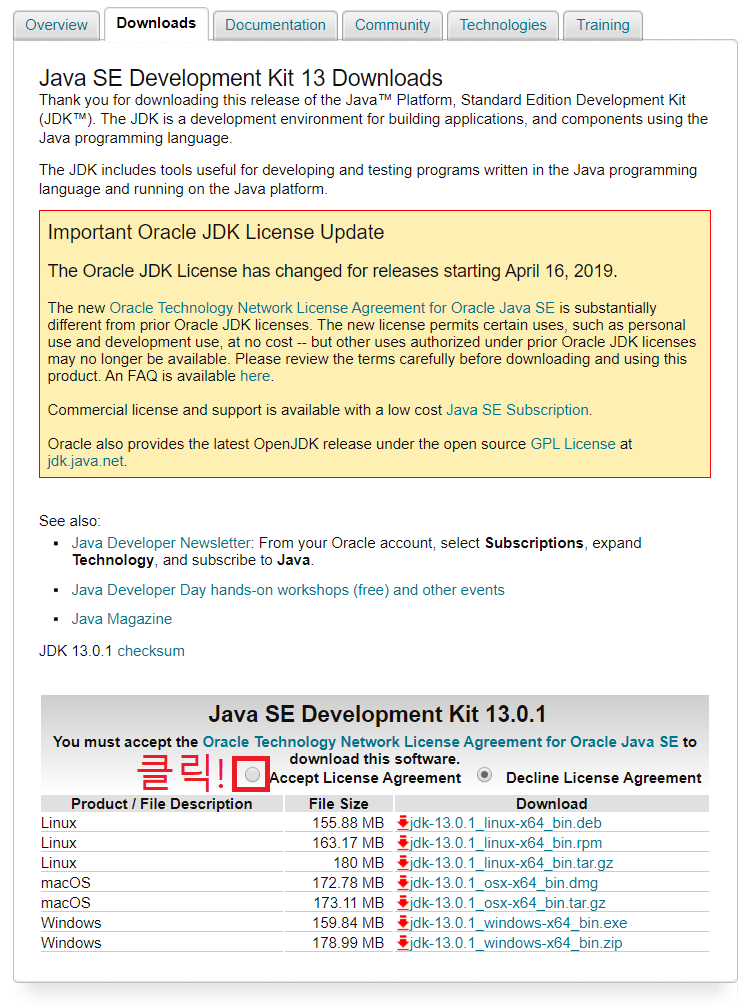 Overview Downloads Documentation Community Technologies Training
Java SE Development Kit 13 Downloads
Thank you for downloading this release of the Java™ Platform, Standard Edition Development Kit
(JDK™). The JDK is a development environment for building applications, and components using the
Java programming language.
The JDK includes tools useful for developing and testing programs written in the Java programming
language and running on the Java platform.
Important Oracle JDK License Update
The Oracle JDK License has changed for releases starting April 16, 2019.
The new Oracle Technology Network License Agreement for Oracle Java SE is substantially
different from prior Oracle JDK licenses. The new license permits certain uses, such as personal
use and development use, at no cost -- but other uses authorized under prior Oracle JDK licenses
may no longer be available. Please review the terms carefully before downloading and using this
product. An FAQ is available here.
Commercial license and support is available with a low cost Java SE Subscription.
Oracle also provides the latest OpenJDK release under the open source GPL License at
jdk.java.net.
See also:
▪ Java Developer Newsletter: From your Oracle account, select Subscriptions, expand
Technology, and subscribe to Java.
▪ Java Developer Day hands-on workshops (free) and other events
▪ Java Magazine
JDK 13.0.1 checksum
Java SE Development Kit 13.0.1
You must accept the Oracle Technology Network License Agreement for Oracle Java SE to
download this software.
클릭! Accept License Agreement Decline License Agreement
Product / File Description File Size Download
Linux 155.88 MB jdk-13.0.1_linux-x64_bin.deb
Linux 163.17 MB jdk-13.0.1_linux-x64_bin.rpm
Linux 180 MB jdk-13.0.1_linux-x64_bin.tar.gz
macOS 172.78 MB jdk-13.0.1_osx-x64_bin.dmg
macOS 173.11 MB jdk-13.0.1_osx-x64_bin.tar.gz
Windows 159.84 MB jdk-13.0.1_windows-x64_bin.exe
Windows 178.99 MB jdk-13.0.1_windows-x64_bin.zip